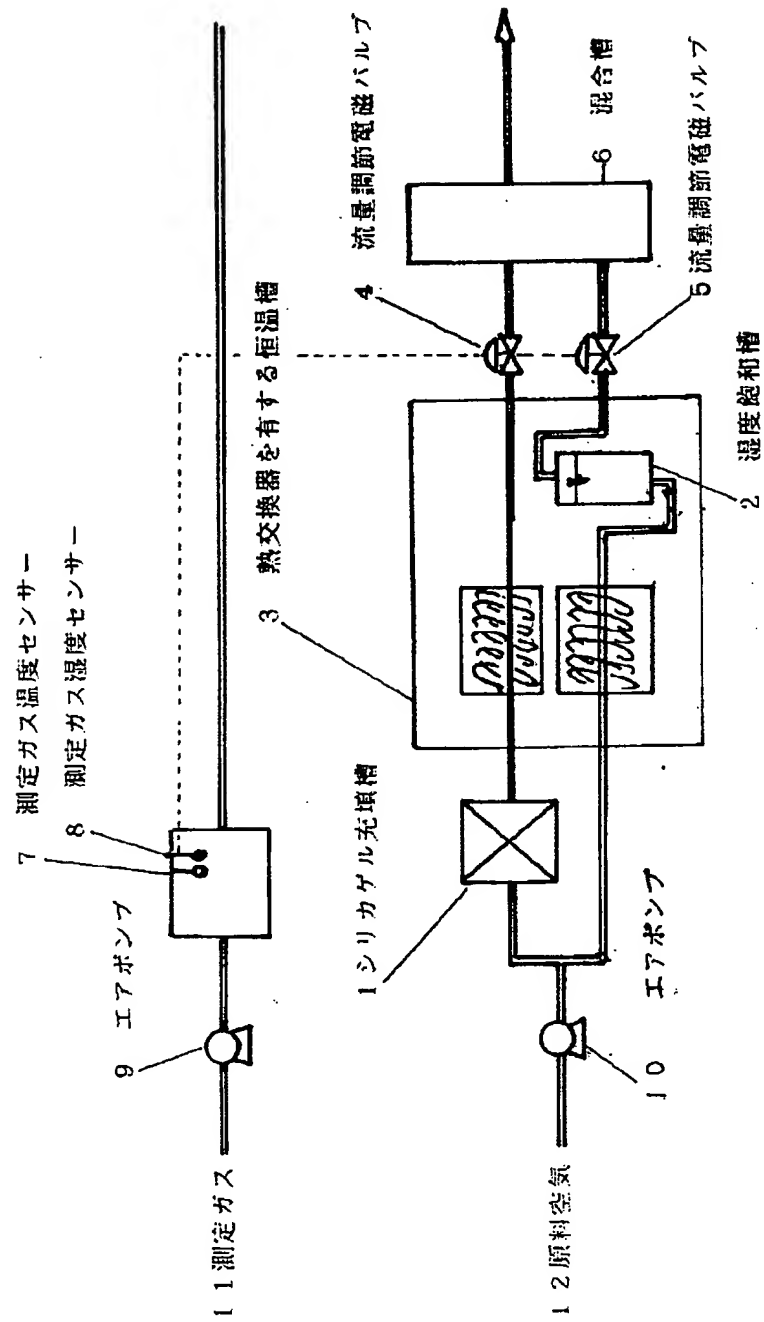 7 測定ガス温度センサー
8 測定ガス湿度センサー
9 エアポンプ
11測定ガス
3 熱交換器を有する恒温槽
4 流量調節電磁バルブ
6 混合槽
5流量調節電磁バルブ
1シリカゲル充填槽
2 湿度飽和槽
10 エアポンプ
12原料空気